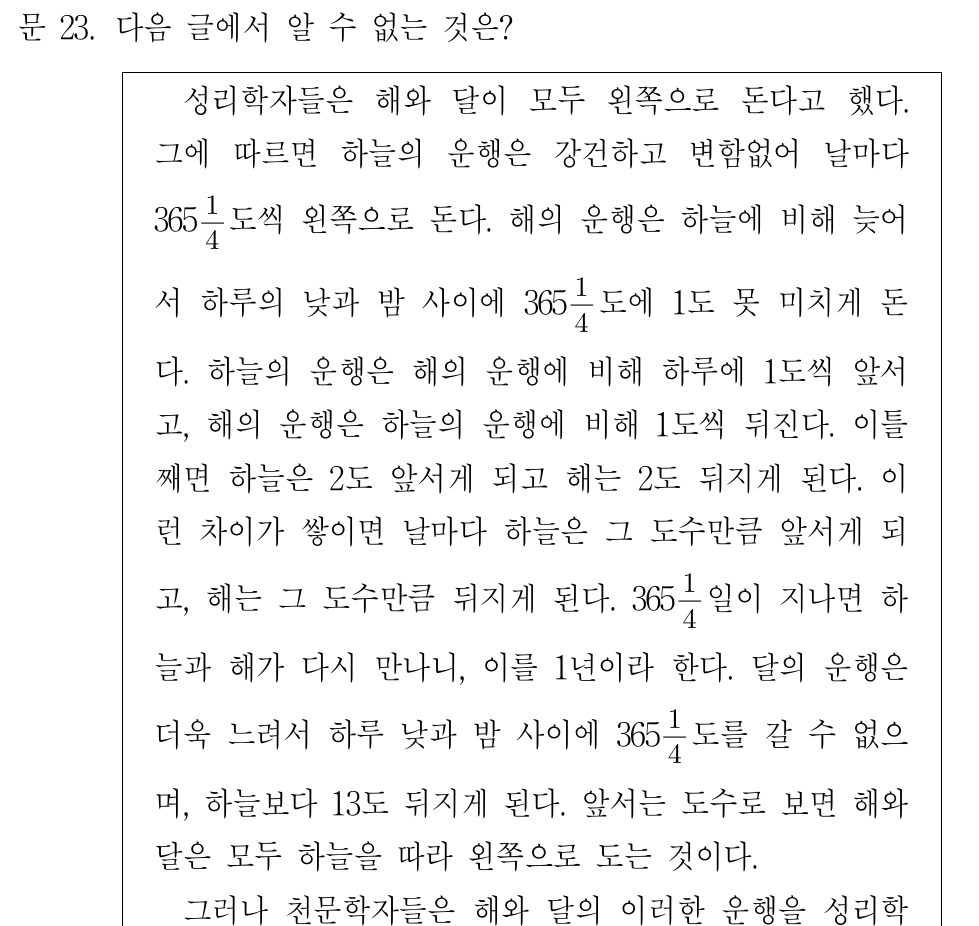 문 23. 다음 글에서 알 수 없는 것은?
성리학자들은 해와 달이 모두 왼쪽으로 돈다고 했다.
그에 따르면 하늘의 운행은 강건하고 변함없어 날마다
365 1/4 도씩 왼쪽으로 돈다. 해의 운행은 하늘에 비해 늦어
서 하루의 낮과 밤 사이에 365 1/4 도에 1도 못 미치게 돈
다. 하늘의 운행은 해의 운행에 비해 하루에 1도씩 앞서
고, 해의 운행은 하늘의 운행에 비해 1도씩 뒤진다. 이틀
째면 하늘은 2도 앞서게 되고 해는 2도 뒤지게 된다. 이
런 차이가 쌓이면 날마다 하늘은 그 도수만큼 앞서게 되
고, 해는 그 도수만큼 뒤지게 된다. 365 1/4 일이 지나면 하
늘과 해가 다시 만나니, 이를 1년이라 한다. 달의 운행은
더욱 느려서 하루 낮과 밤 사이에 365 1/4 도를 갈 수 없으
며, 하늘보다 13도 뒤지게 된다. 앞서는 도수로 보면 해와
달은 모두 하늘을 따라 왼쪽으로 도는 것이다.
그러나 천문학자들은 해와 달의 이러한 운행을 성리학